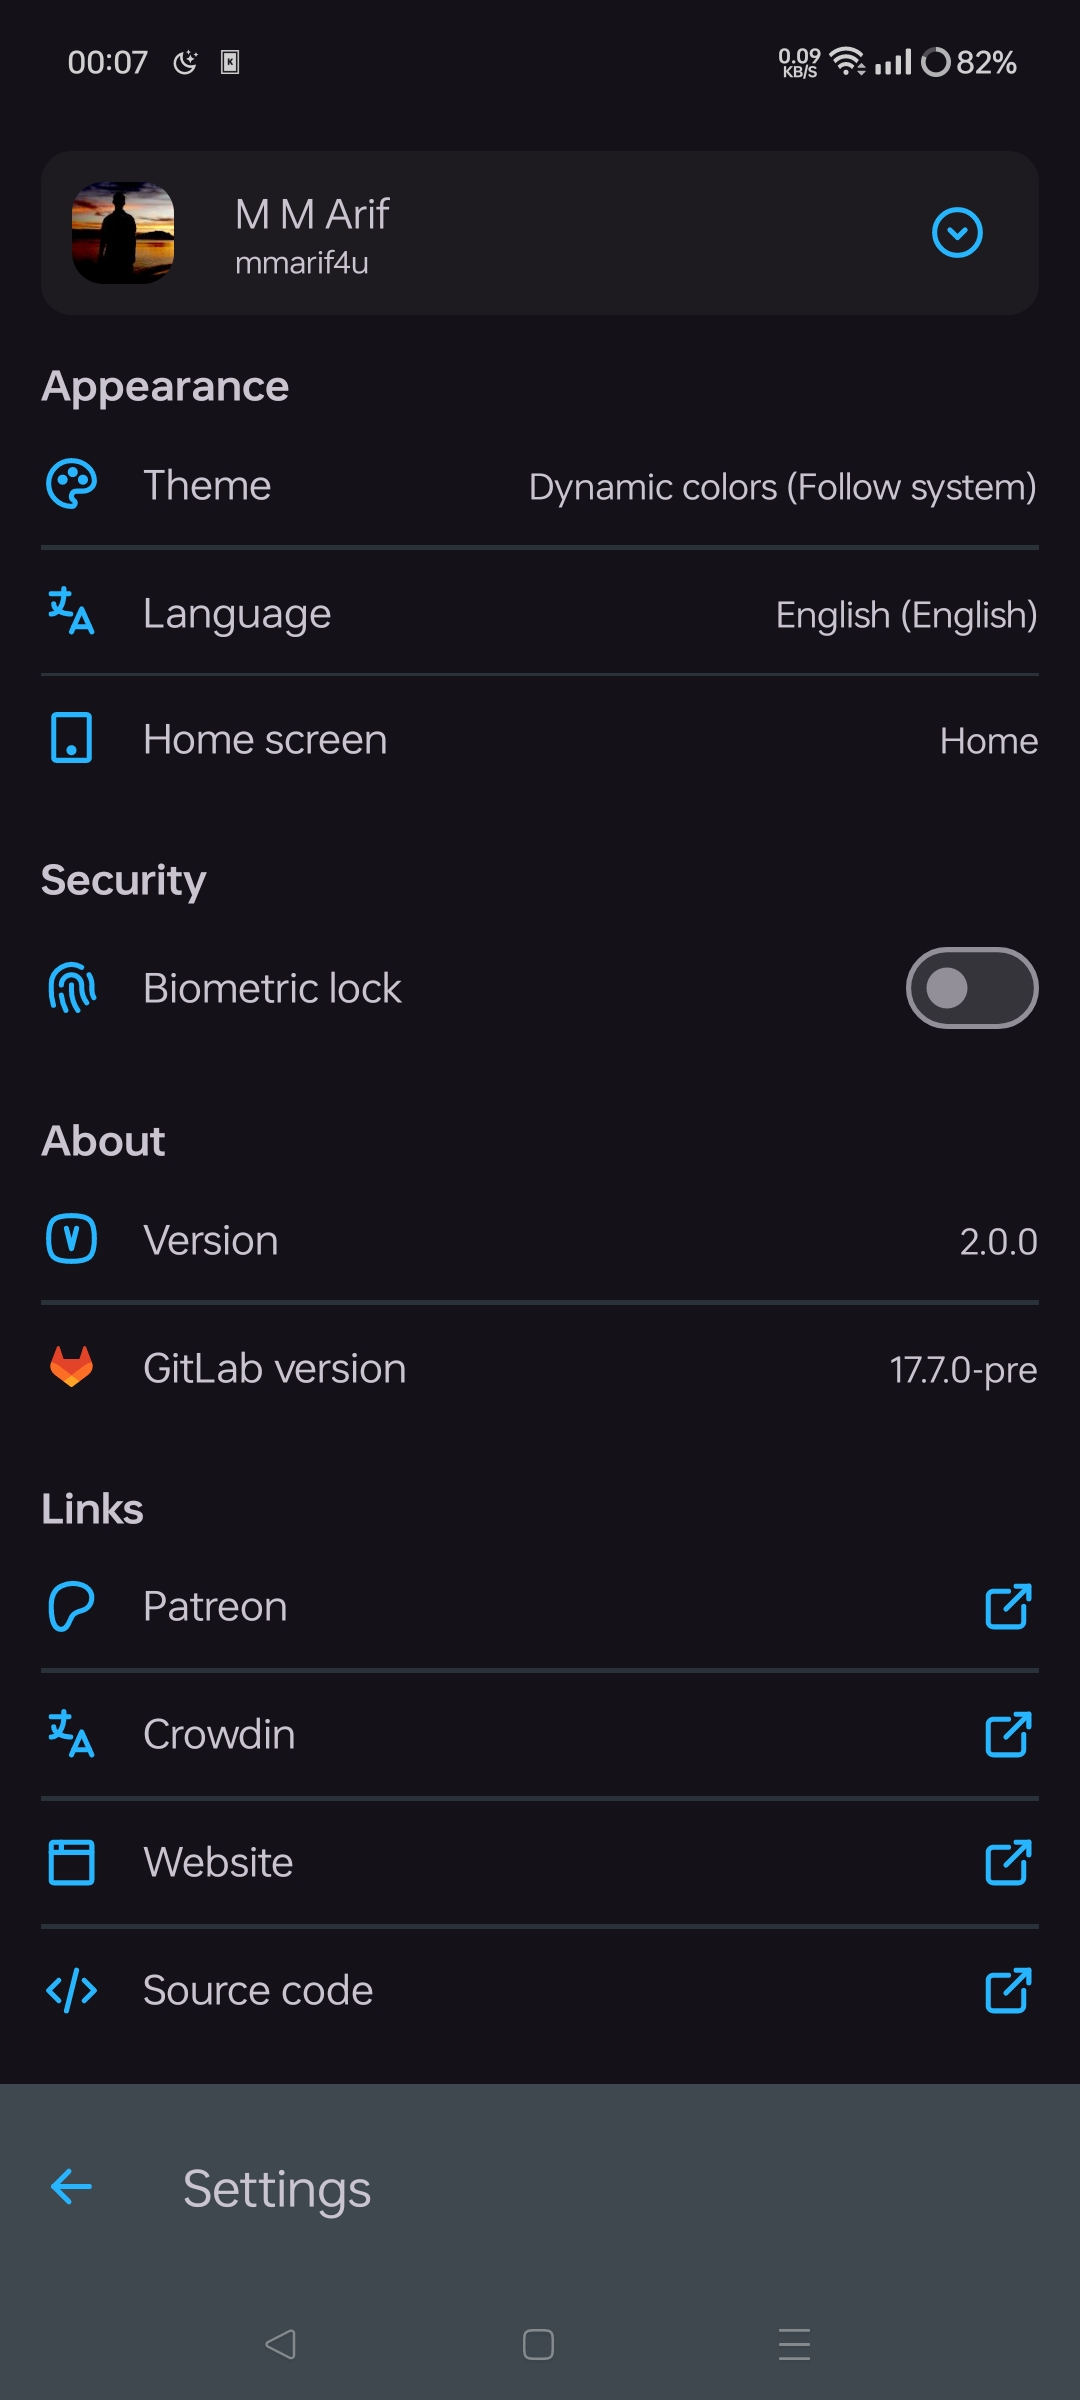 00:07 0.09 KB/S 82%
M M Arif
mmarif4u
Appearance
Theme Dynamic colors (Follow system)
Language English (English)
Home screen Home
Security
Biometric lock
About
Version 2.0.0
GitLab version 17.7.0-pre
Links
Patreon
Crowdin
Website
Source code
Settings